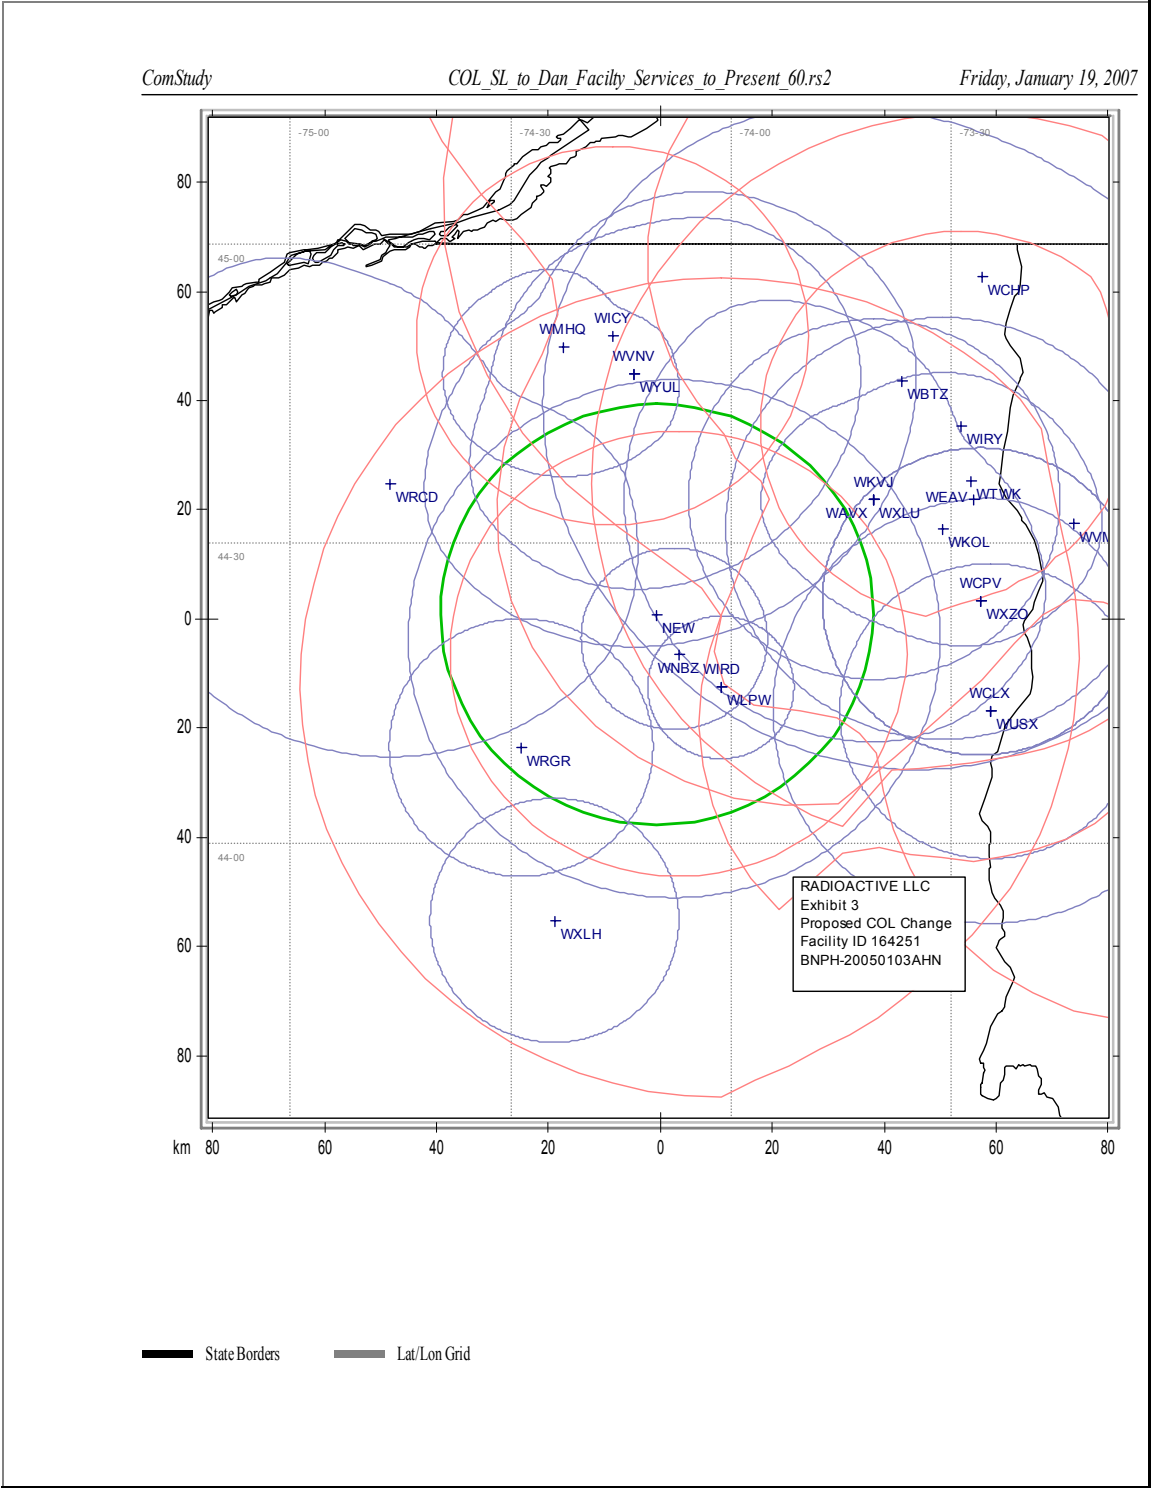 ComStudy COL_SL_to_Dan_Facilty_Services_to_Present_60.rs2 Friday, January 19, 2007
-75-00 -74-30 -74-00 -73-30
80
45-00
60
WCHP
WICY
WMHQ
WVNV
WYUL
40
WBTZ
WIRY
WRCD
WKVJ
WEAV WTWK
20
WAVX WXLU
WVM
WKOL
44-30
WCPV
0
WXZO
NEW
WNBZ WIRD
WLPW
WCLX
WUSX
20
WRGR
40
44-00
RADIOACTIVE LLC
Exhibit 3
Proposed COL Change
Facility ID 164251
BNPH-20050103AHN
WXLH
60
80
km 80 60 40 20 0 20 40 60 80
State Borders Lat/Lon Grid